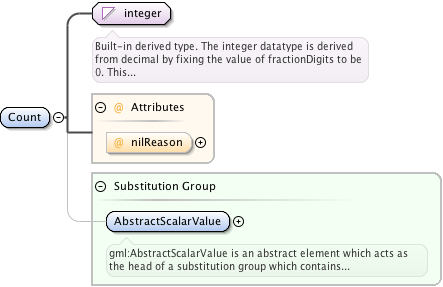 integer
Built-in derived type. The integer datatype is derived
from decimal by fixing the value of fractionDigits to be
0. This...
@ Attributes
Count
@ nilReason
Substitution Group
AbstractScalarValue
gml:AbstractScalarValue is an abstract element which acts as
the head of a substitution group which contains...